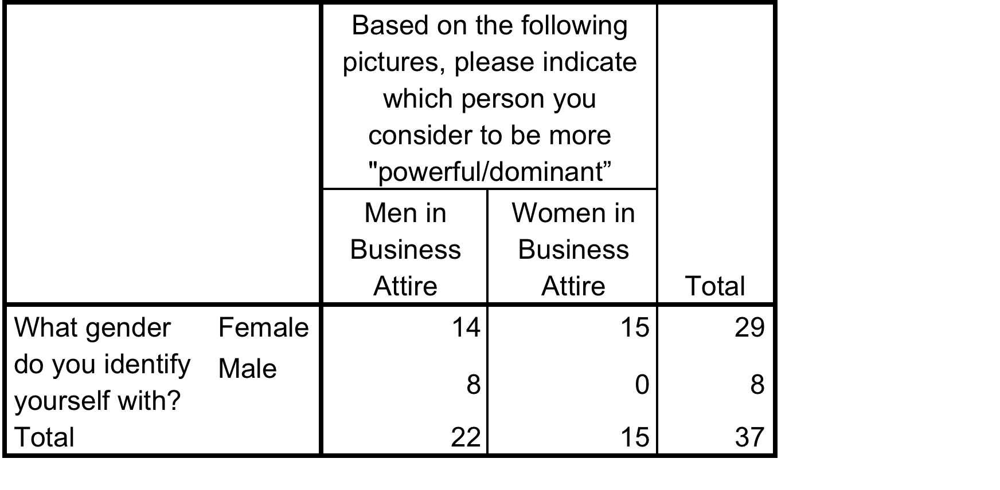 Based on the following
pictures, please indicate
which person you
consider to be more
"powerful/dominant”
Men in
Business
Attire
Women in
Business
Attire
Total
What gender
do you identify
yourself with?
Female
14
15
29
Male
8
0
8
Total
22
15
37